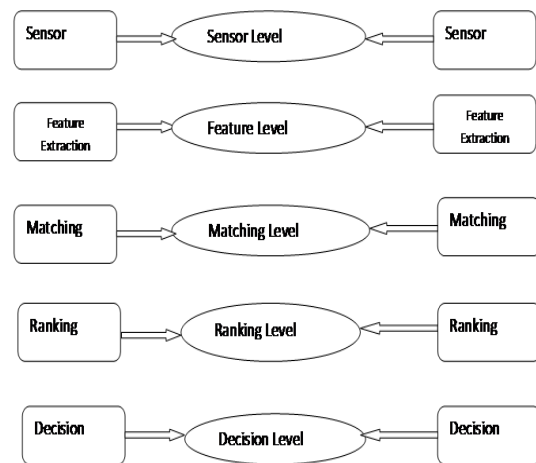 Sensor
Sensor Level
Sensor
Feature
Extraction
Feature Level
Feature
Extraction
Matching
Matching Level
Matching
Ranking
Ranking Level
Ranking
Decision
Decision Level
Decision